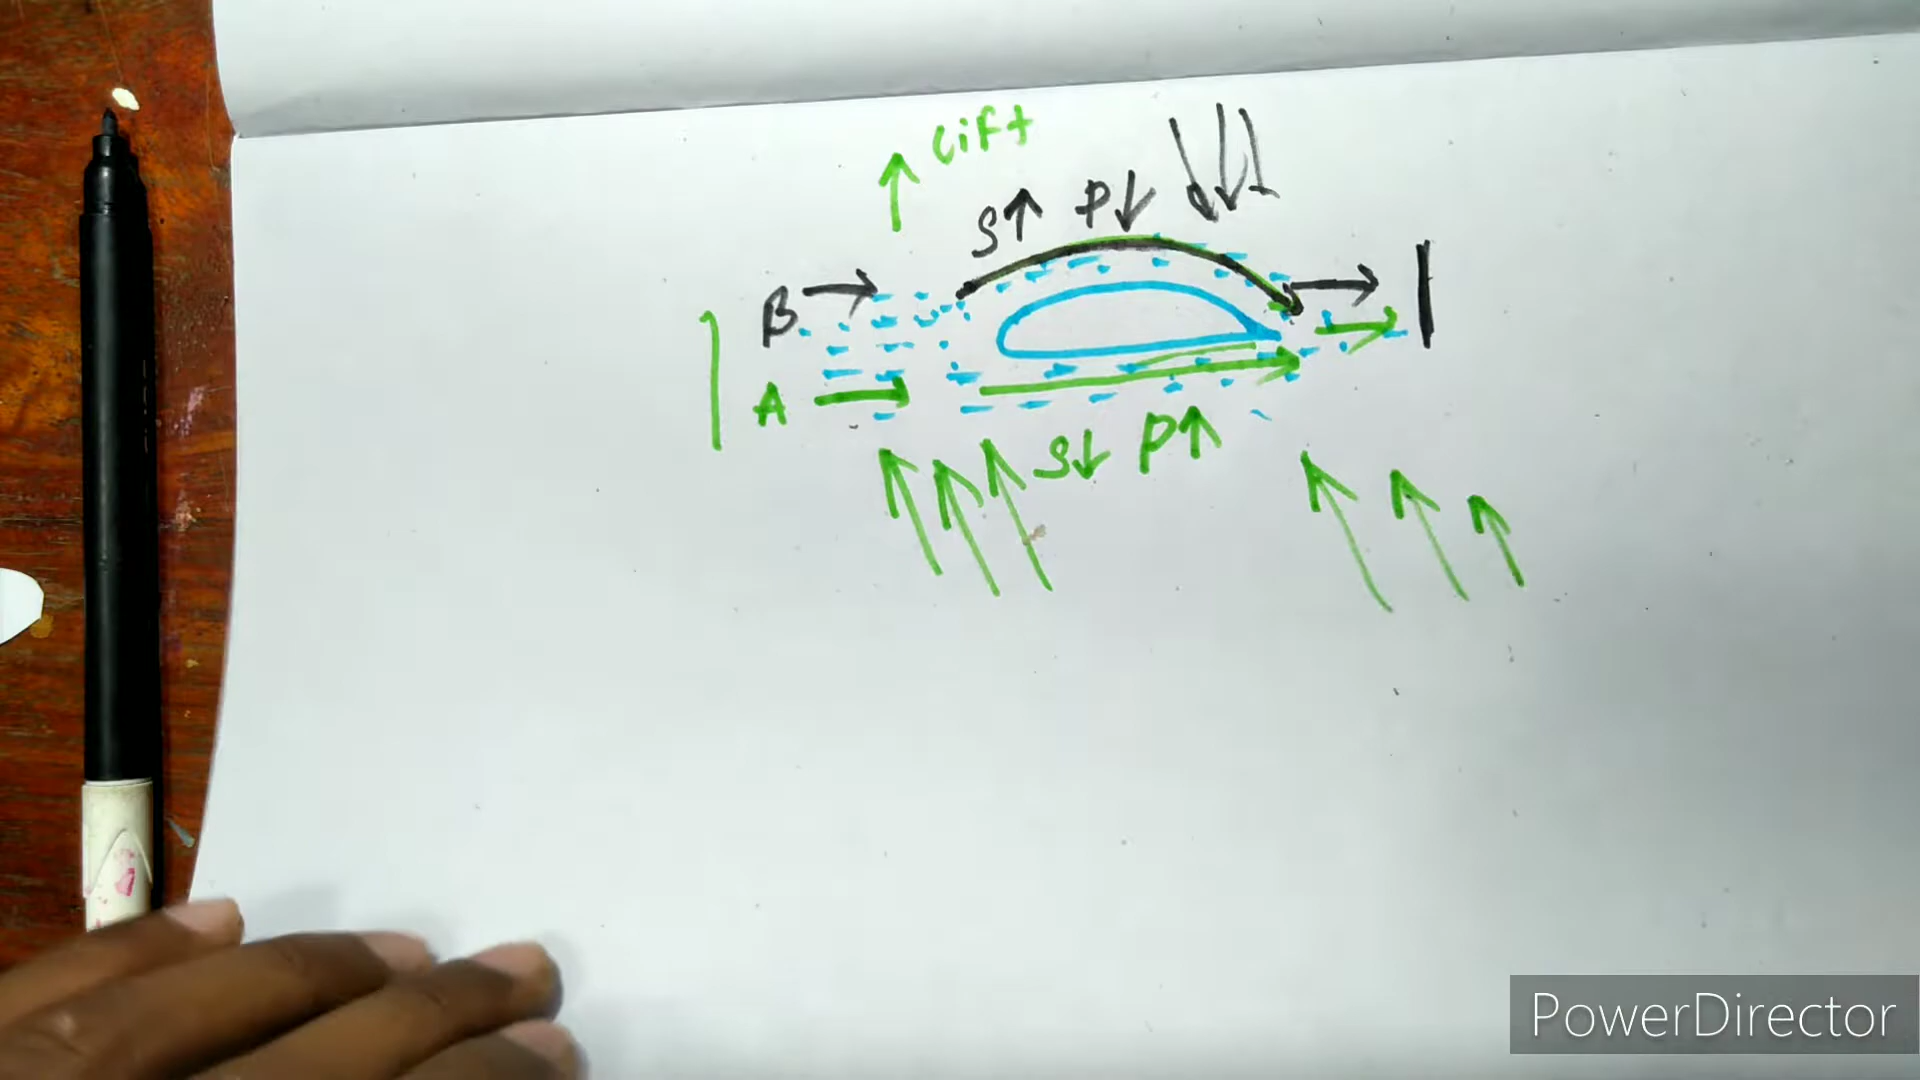 Lift
S↑ P↓
B
A
S↓ P↑
PowerDirector